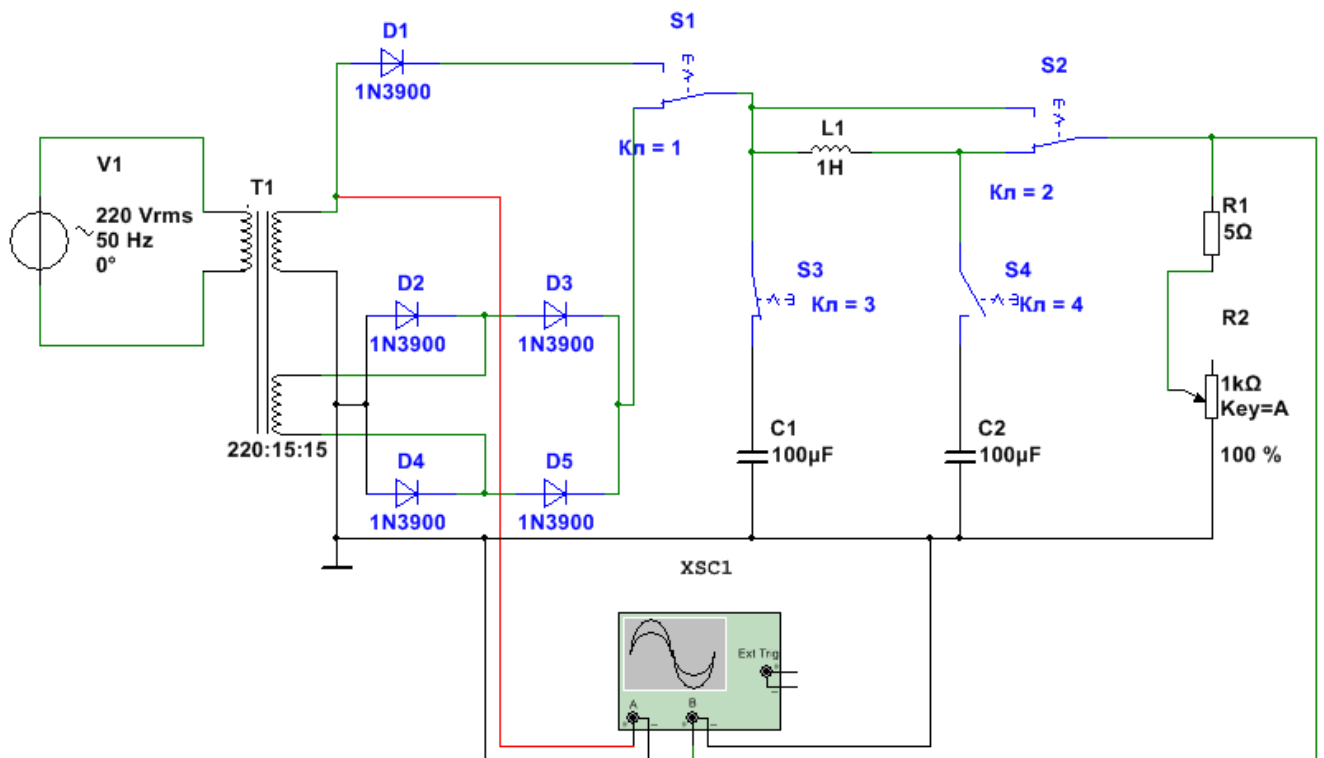 D1
1N3900
S1
Кл = 1
S2
Кл = 2
L1
1H
V1
220 Vrms
50 Hz
0°
T1
220:15:15
D2
1N3900
D3
1N3900
D4
1N3900
D5
1N3900
S3
Кл = 3
S4
Кл = 4
R1
5Ω
R2
1kΩ
Key=A
100 %
C1
100µF
C2
100µF
XSC1
Ext Trig
A
B